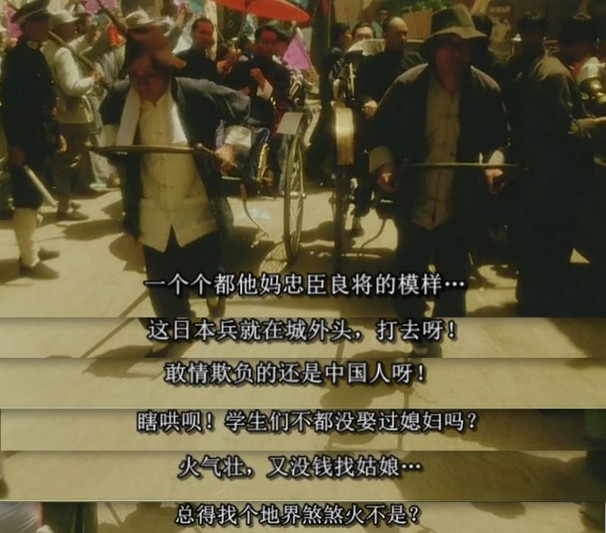 一个个都他妈忠臣良将的模样…
这日本兵就在城外头，打去呀！
敢情欺负的还是中国人呀！
瞎哄呗！学生们不都没娶过媳妇吗？
火气壮，又没钱找姑娘…
总得找个地界煞煞火不是？